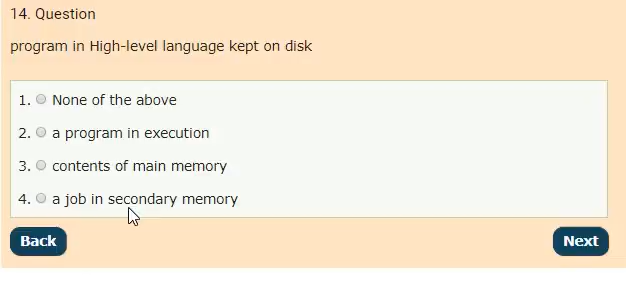 14. Question
program in High-level language kept on disk
1. None of the above
2. a program in execution
3. contents of main memory
4. a job in secondary memory
Back Next